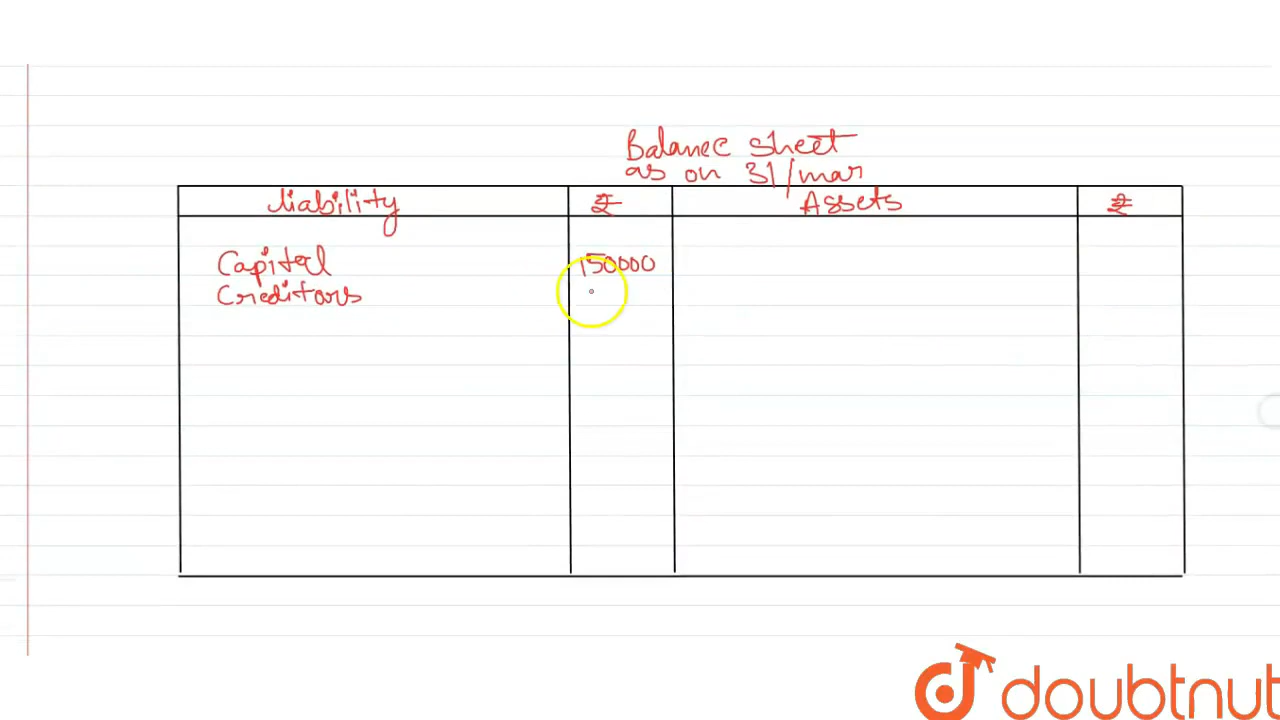 Balance Sheet
as on 31/mar
liability ₹ Assets ₹
Capital 150000
Creditors
doubtnut